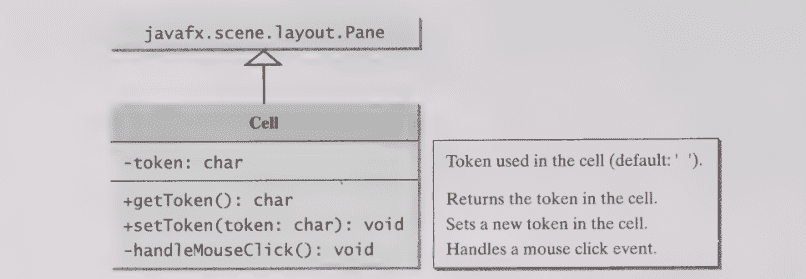 javafx.scene.layout.Pane
Cell
-token: char
Token used in the cell (default: ' ').
+getToken(): char
Returns the token in the cell.
+setToken(token: char): void
Sets a new token in the cell.
-handleMouseClick(): void
Handles a mouse click event.